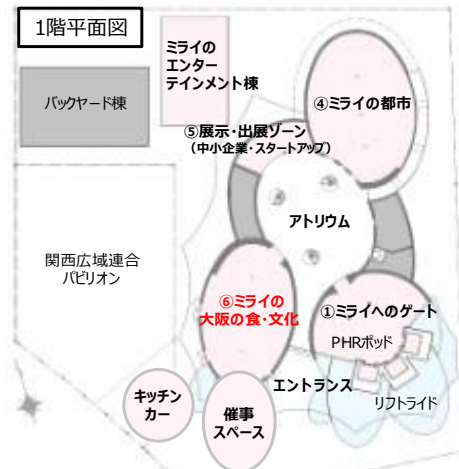 1階平面図
ミライの
エンター
テインメント棟
バックヤード棟
④ミライの都市
⑤展示・出展ゾーン
(中小企業・スタートアップ)
アトリウム
関西広域連合
パビリオン
⑥ミライの
大阪の食・文化
①ミライへのゲート
PHRポッド
エントランス
リフトライド
キッチン
カー
催事
スペース